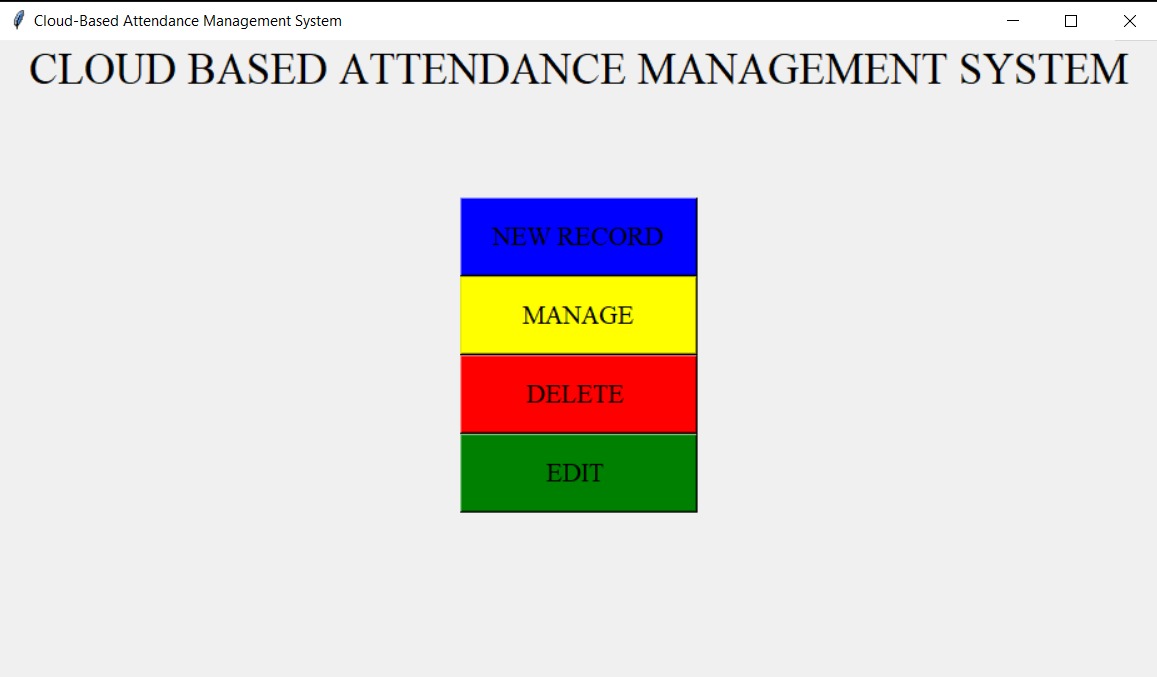 Cloud-Based Attendance Management System
CLOUD BASED ATTENDANCE MANAGEMENT SYSTEM
NEW RECORD
MANAGE
DELETE
EDIT